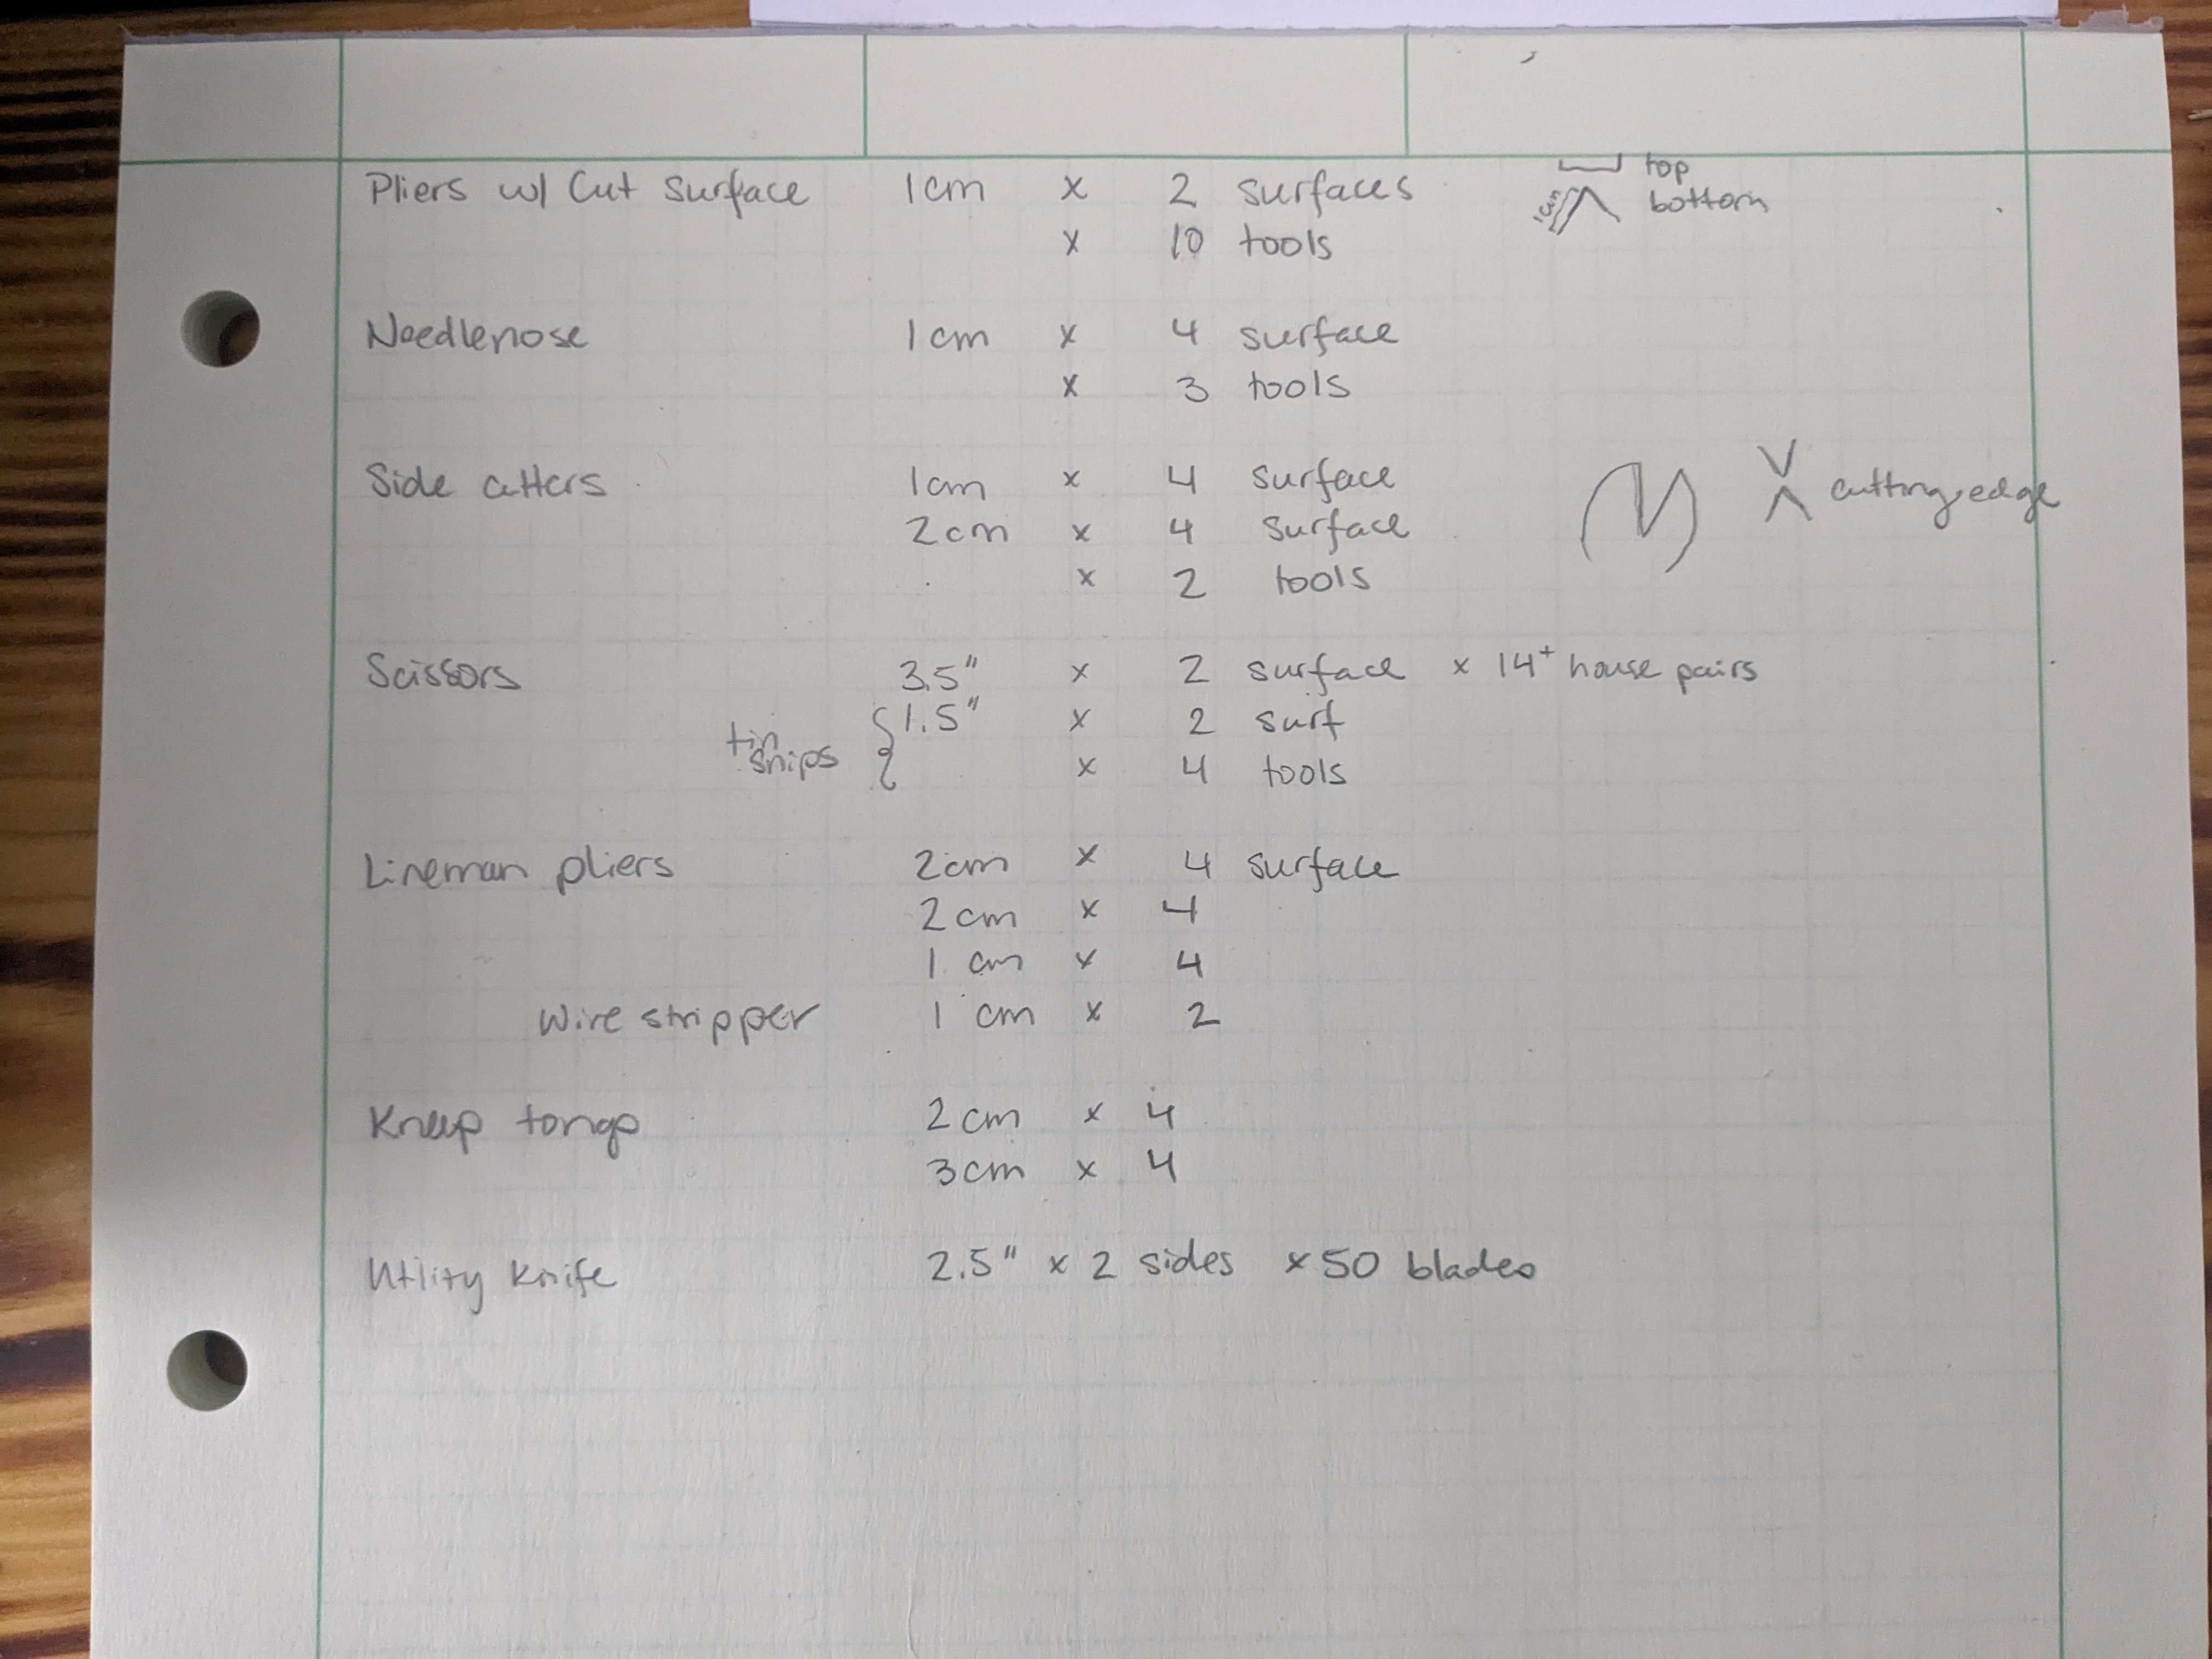 Pliers w/ Cut Surface 1cm x 2 surfaces top
1cm bottom
x 10 tools
Needlenose 1cm x 4 surface
x 3 tools
Side cutters 1cm x 4 surface cutting edge
2cm x 4 surface
x 2 tools
Scissors 3.5" x 2 surface x 14+ house pairs
tin snips { 1.5" x 2 surf
x 4 tools
Lineman pliers 2cm x 4 surface
2cm x 4
1 cm x 4
Wire stripper 1 cm x 2
Knip tongs 2cm x 4
3cm x 4
Utility Knife 2.5" x 2 sides x 50 blades